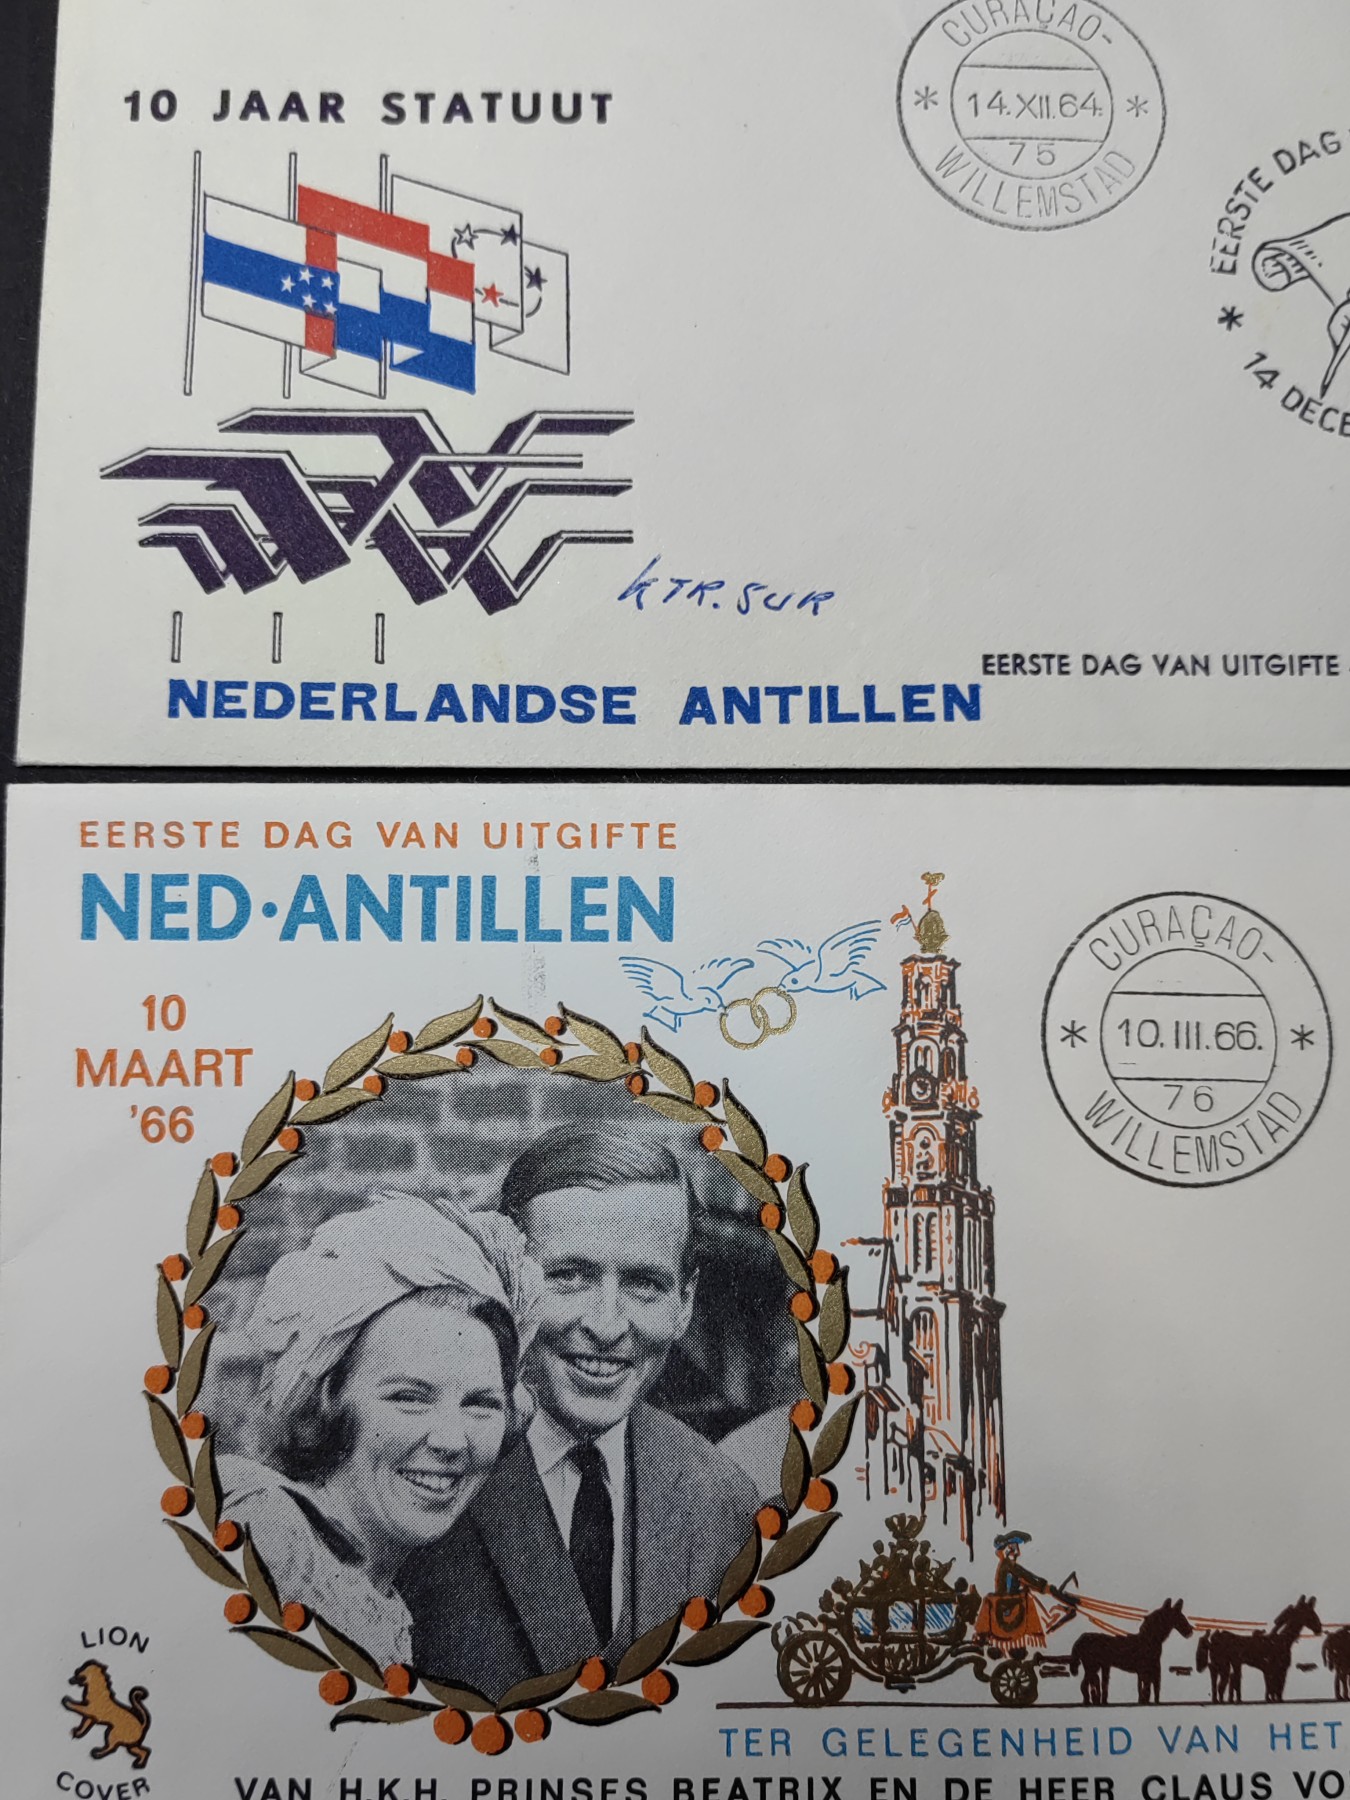 CURAÇAO-
14.XII.64.
75
WILLEMSTAD
10 JAAR STATUUT
EERSTE DAG
14 DECE
KTR.SUR
EERSTE DAG VAN UITGIFTE
NEDERLANDSE ANTILLEN
EERSTE DAG VAN UITGIFTE
NED·ANTILLEN
10
MAART
'66
CURAÇAO-
10.III.66.
76
WILLEMSTAD
LION
COVER
TER GELEGENHEID VAN HET
VAN H.K.H. PRINSES BEATRIX EN DE HEER CLAUS VO